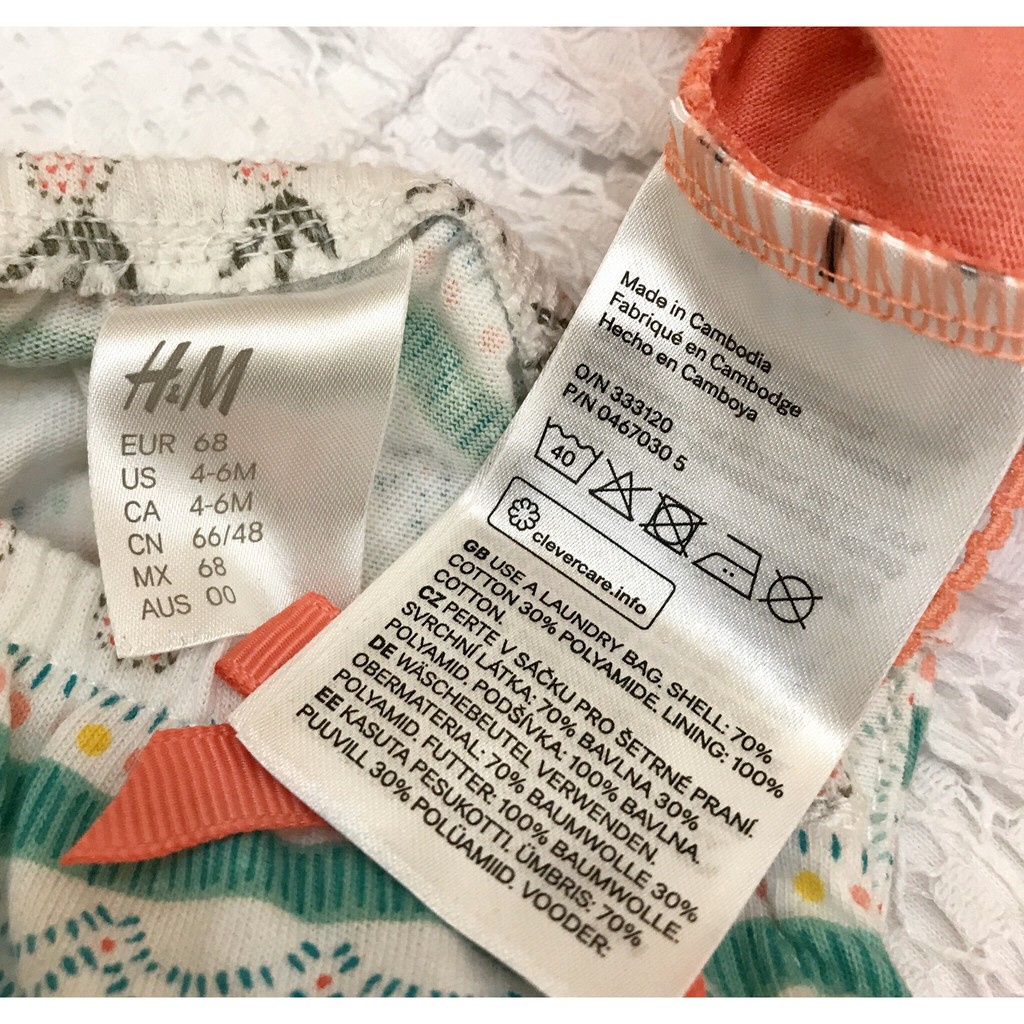 H&M
EUR 68
US 4-6M
CA 4-6M
CN 66/48
MX 68
AUS 00
Made in Cambodia
Fabriqué en Cambodge
Hecho en Camboya
O/N 333120
P/N 0467030 5
40
clevercare.info
GB USE A LAUNDRY BAG. SHELL: 70%
COTTON 30% POLYAMIDE. LINING: 100%
COTTON.
CZ PERTE V SÁČKU PRO ŠETRNÉ PRANÍ.
SVRCHNÍ LÁTKA: 70% BAVLNA 30%
POLYAMID. PODŠÍVKA: 100% BAVLNA.
DE WÄSCHEBEUTEL VERWENDEN.
OBERMATERIAL: 70% BAUMWOLLE 30%
POLYAMID. FUTTER: 100% BAUMWOLLE.
EE KASUTA PESUKOTTI. ÜMBRIS: 70%
PUUVILL 30% POLÜAMIID. VOODER: